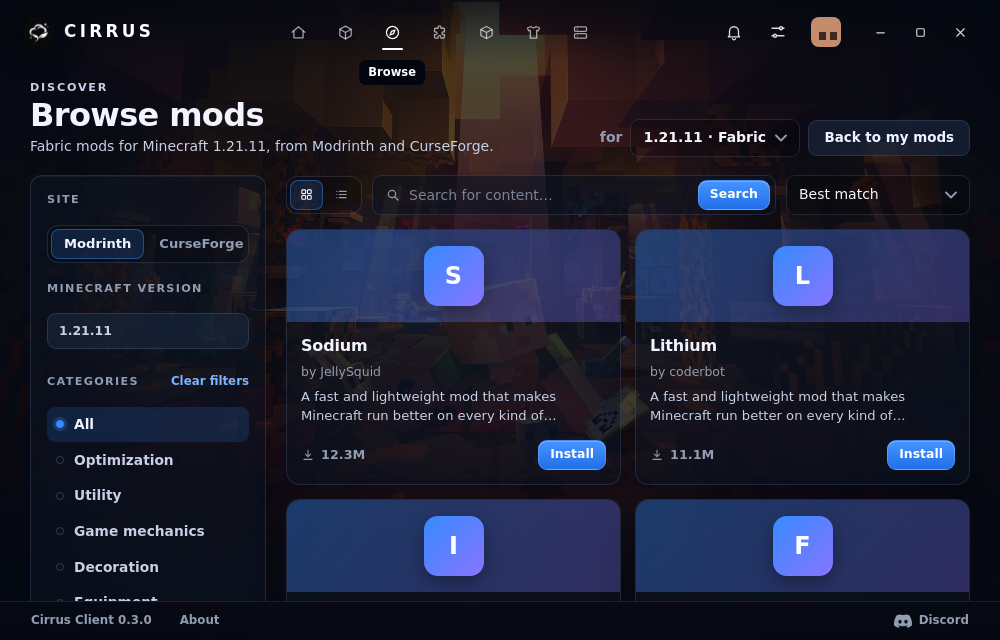 CIRRUS
Browse
DISCOVER
Browse mods
Fabric mods for Minecraft 1.21.11, from Modrinth and CurseForge.
for
1.21.11 · Fabric
Back to my mods
SITE
Modrinth
CurseForge
MINECRAFT VERSION
1.21.11
CATEGORIES
Clear filters
All
Optimization
Utility
Game mechanics
Decoration
Equipment
Search for content...
Search
Best match
S
Sodium
by JellySquid
A fast and lightweight mod that makes
Minecraft run better on every kind of...
12.3M
Install
L
Lithium
by coderbot
A fast and lightweight mod that makes
Minecraft run better on every kind of...
11.1M
Install
I
F
Cirrus Client 0.3.0
About
Discord